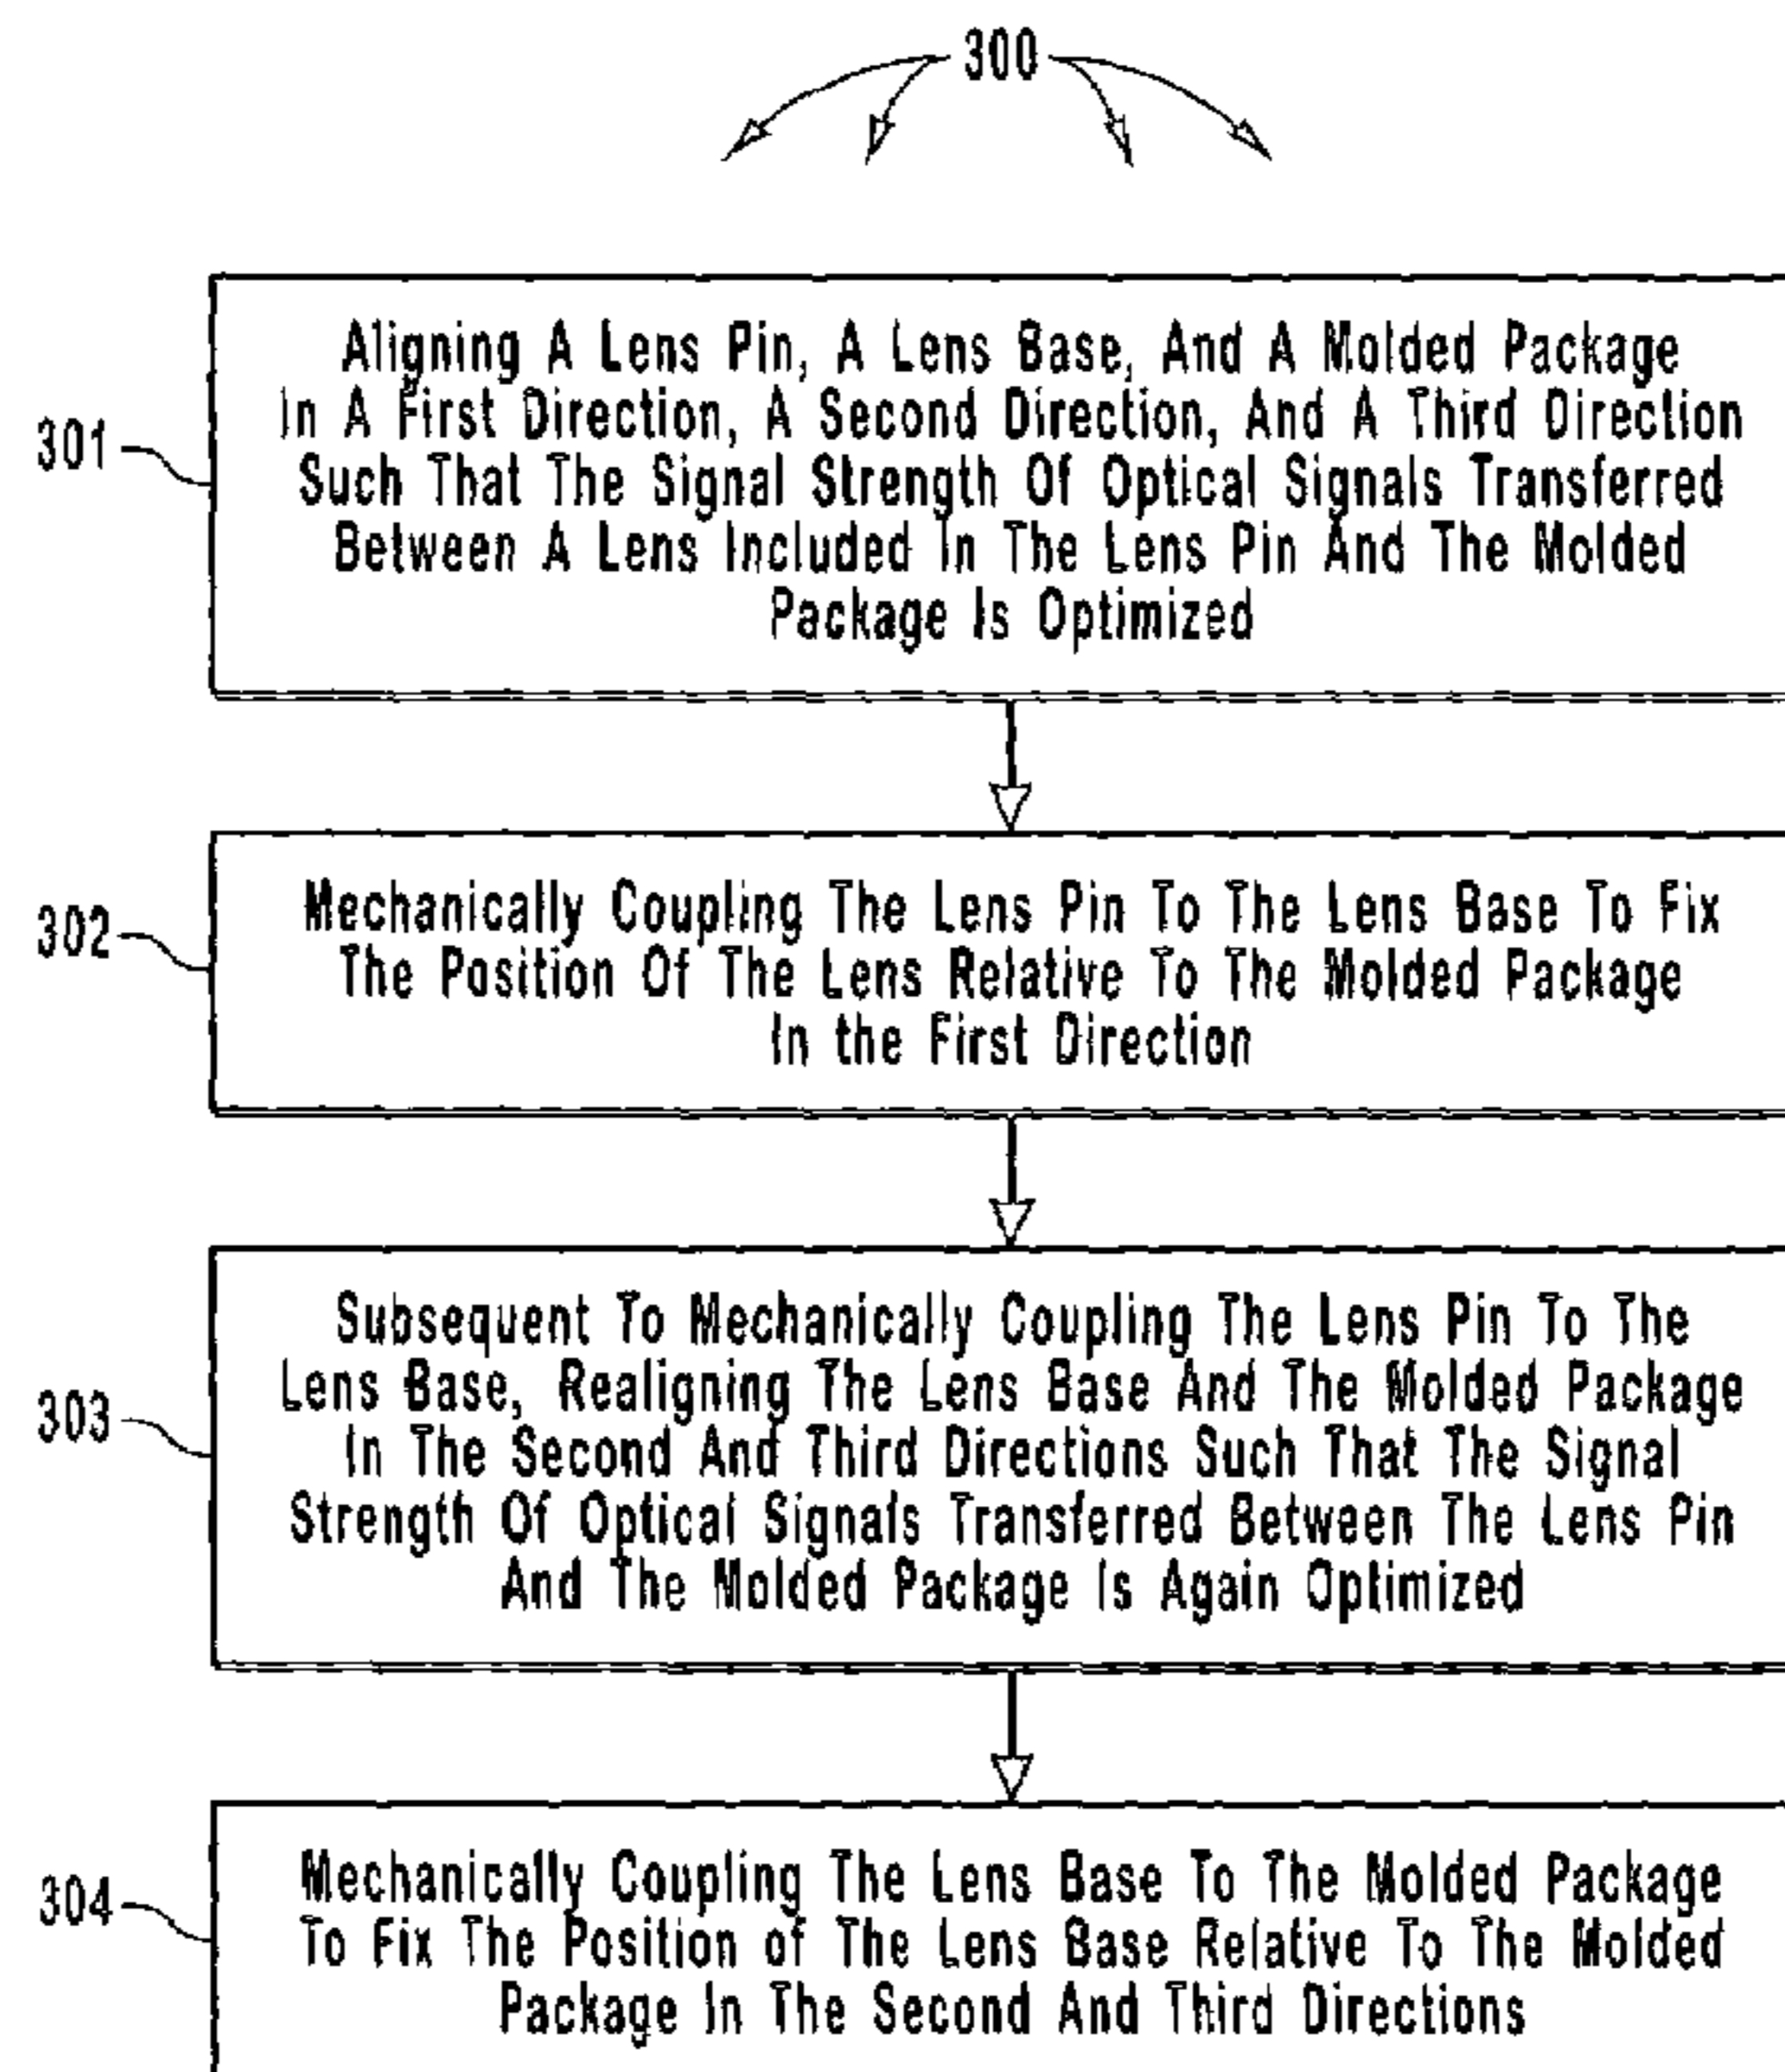 300
301
Aligning A Lens Pin, A Lens Base, And A Molded Package
In A First Direction, A Second Direction, And A Third Direction
Such That The Signal Strength Of Optical Signals Transferred
Between A Lens Included In The Lens Pin And The Molded
Package Is Optimized
302
Mechanically Coupling The Lens Pin To The Lens Base To Fix
The Position Of The Lens Relative To The Molded Package
In the First Direction
303
Subsequent To Mechanically Coupling The Lens Pin To The
Lens Base, Realigning The Lens Base And The Molded Package
In The Second And Third Directions Such That The Signal
Strength Of Optical Signals Transferred Between The Lens Pin
And The Molded Package Is Again Optimized
304
Mechanically Coupling The Lens Base To The Molded Package
To Fix The Position of The Lens Base Relative To The Molded
Package In The Second And Third Directions